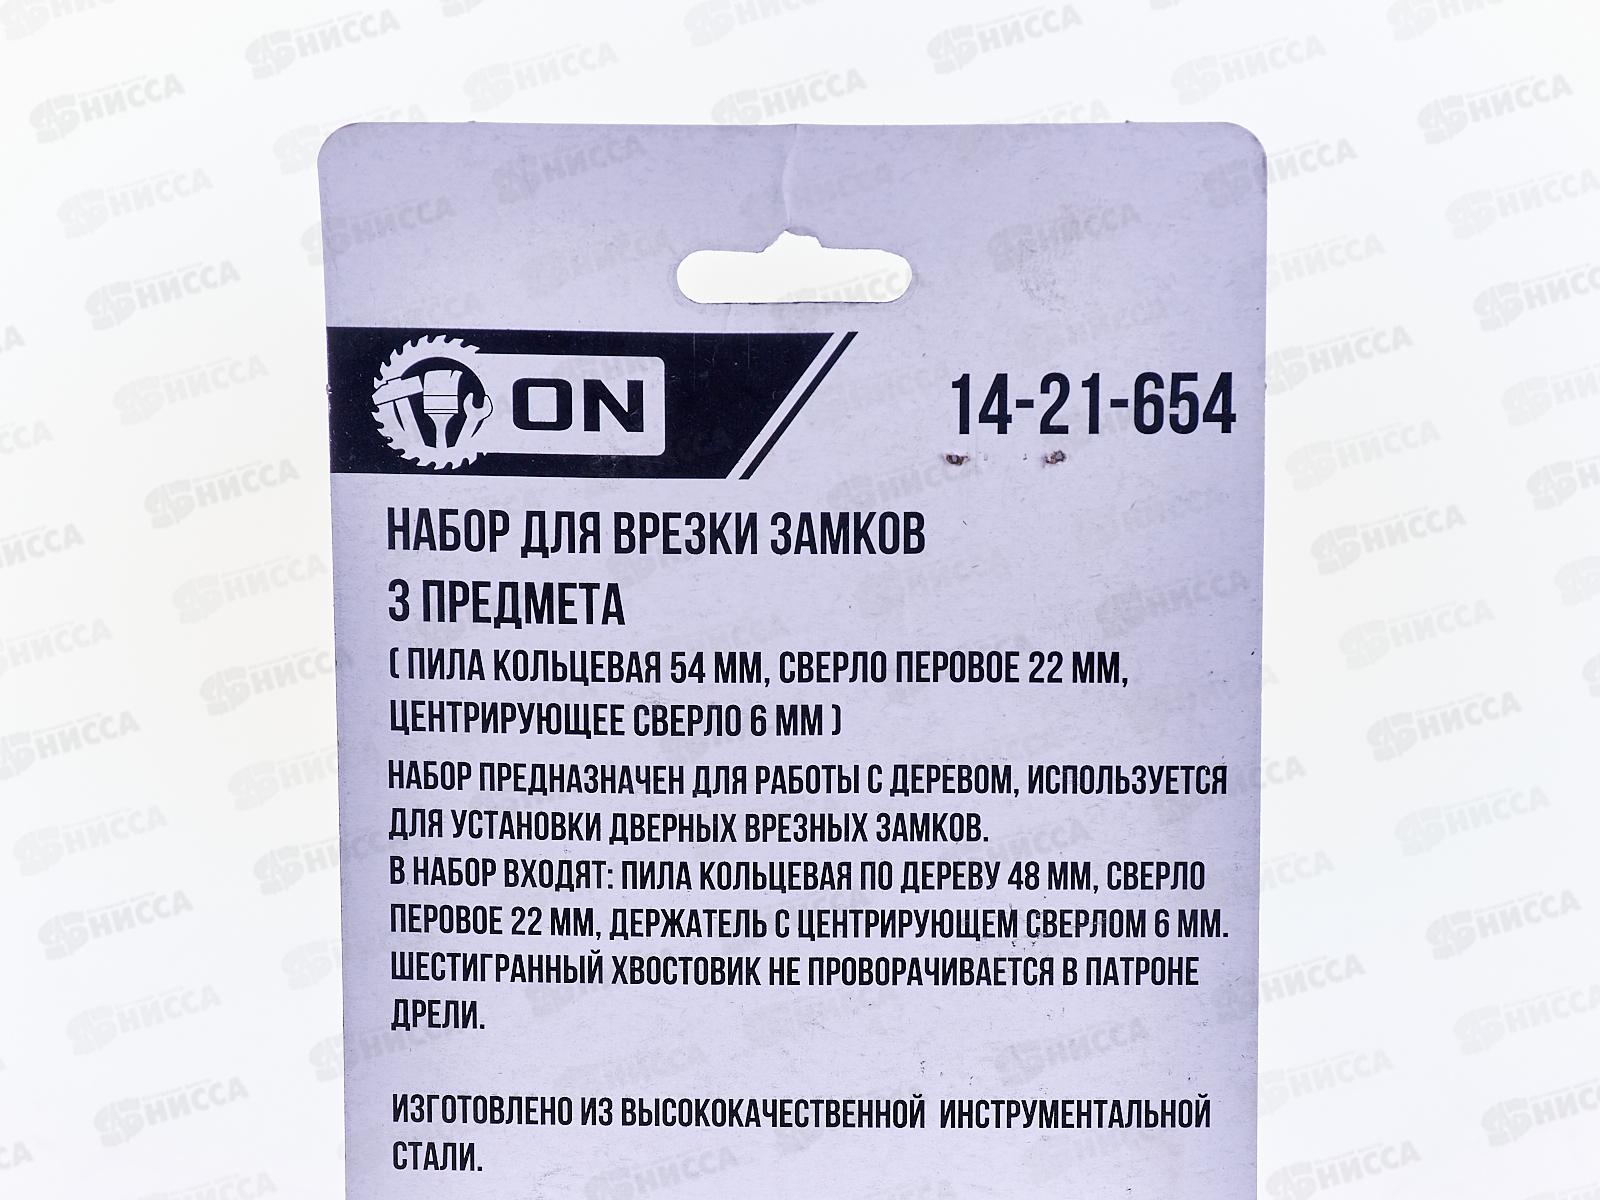 ON
14-21-654
НАБОР ДЛЯ ВРЕЗКИ ЗАМКОВ
3 ПРЕДМЕТА
( ПИЛА КОЛЬЦЕВАЯ 54 ММ, СВЕРЛО ПЕРОВОЕ 22 ММ,
ЦЕНТРИРУЮЩЕЕ СВЕРЛО 6 ММ )
НАБОР ПРЕДНАЗНАЧЕН ДЛЯ РАБОТЫ С ДЕРЕВОМ, ИСПОЛЬЗУЕТСЯ
ДЛЯ УСТАНОВКИ ДВЕРНЫХ ВРЕЗНЫХ ЗАМКОВ.
В НАБОР ВХОДЯТ: ПИЛА КОЛЬЦЕВАЯ ПО ДЕРЕВУ 48 ММ, СВЕРЛО
ПЕРОВОЕ 22 ММ, ДЕРЖАТЕЛЬ С ЦЕНТРИРУЮЩЕМ СВЕРЛОМ 6 ММ.
ШЕСТИГРАННЫЙ ХВОСТОВИК НЕ ПРОВОРАЧИВАЕТСЯ В ПАТРОНЕ
ДРЕЛИ.
ИЗГОТОВЛЕНО ИЗ ВЫСОКОКАЧЕСТВЕННОЙ ИНСТРУМЕНТАЛЬНОЙ
СТАЛИ.